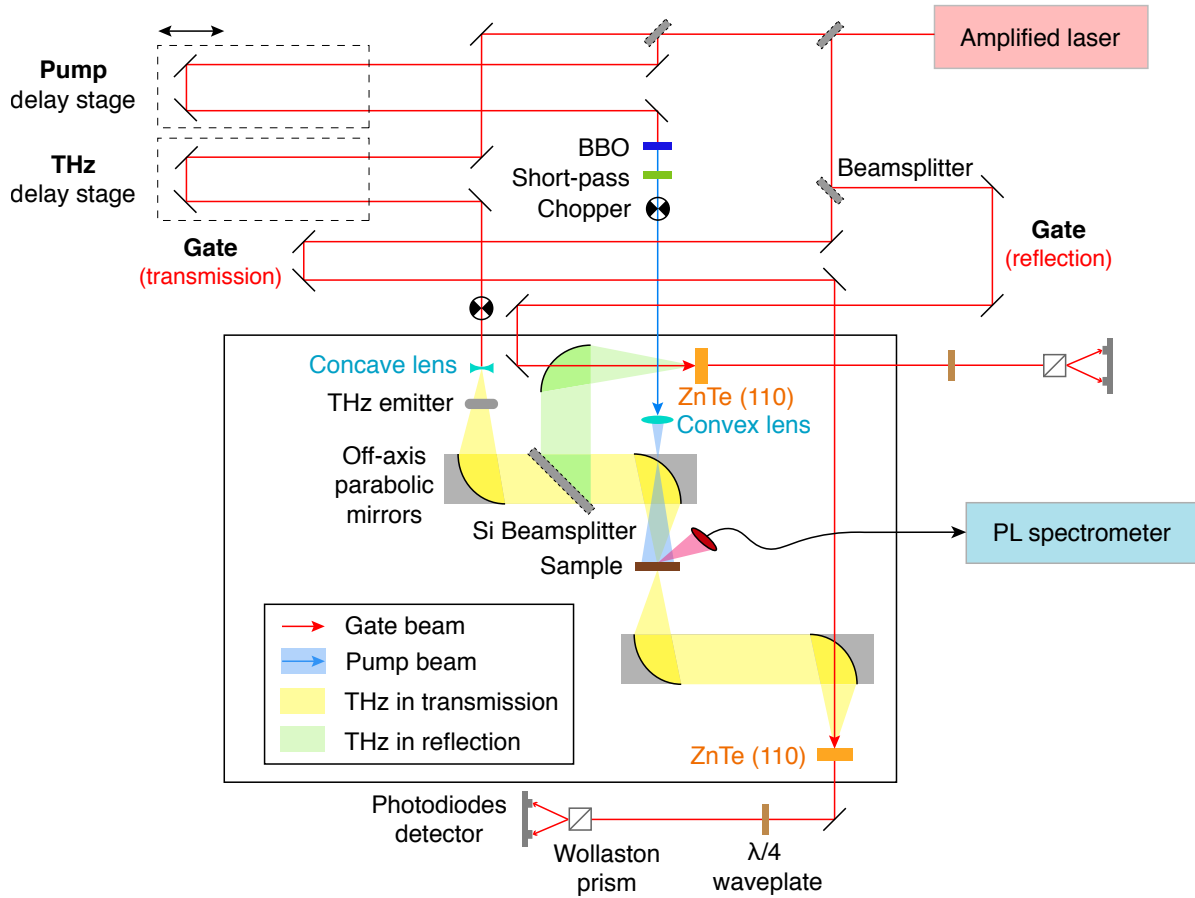 Amplified laser
Pump
delay stage
THz
delay stage
BBO
Short-pass
Chopper
Beamsplitter
Gate
(transmission)
Gate
(reflection)
Concave lens
THz emitter
ZnTe (110)
Convex lens
Off-axis
parabolic
mirrors
Si Beamsplitter
Sample
PL spectrometer
Gate beam
Pump beam
THz in transmission
THz in reflection
ZnTe (110)
Photodiodes
detector
Wollaston
prism
λ/4
waveplate